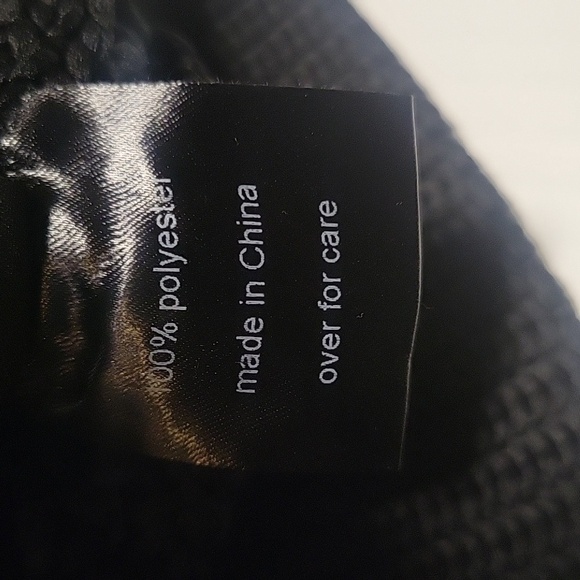 00% polyester
made in China
over for care